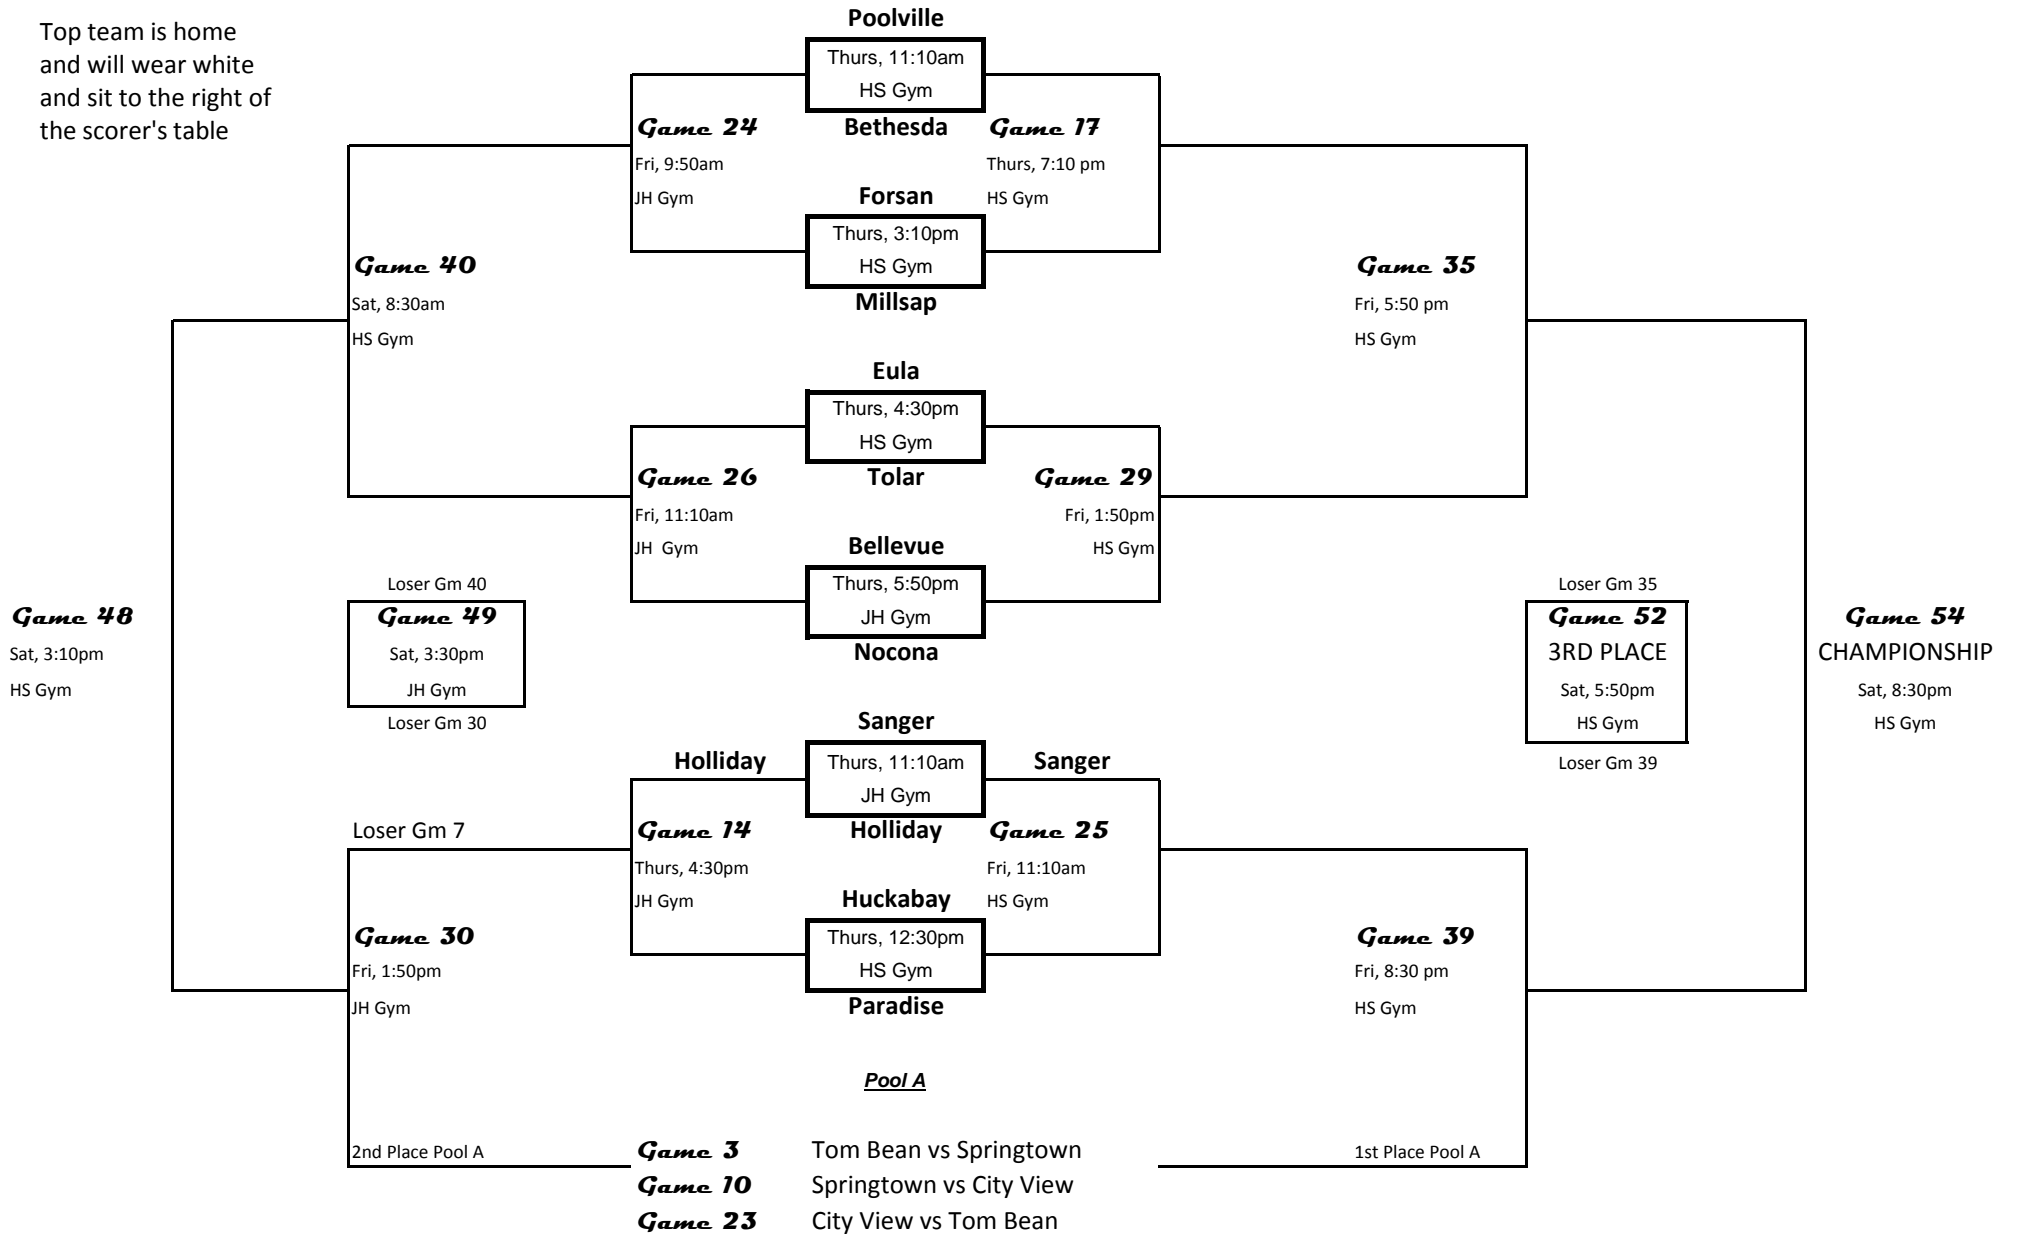 Top team is home
and will wear white
and sit to the right of
the scorer's table
Poolville
Thurs, 11:10am
HS Gym
Bethesda
Game 24
Fri, 9:50am
JH Gym
Game 17
Thurs, 7:10 pm
HS Gym
Forsan
Thurs, 3:10pm
HS Gym
Millsap
Game 40
Sat, 8:30am
HS Gym
Game 35
Fri, 5:50 pm
HS Gym
Eula
Thurs, 4:30pm
HS Gym
Tolar
Game 26
Fri, 11:10am
JH  Gym
Game 29
Fri, 1:50pm
HS Gym
Bellevue
Thurs, 5:50pm
JH Gym
Nocona
Game 48
Sat, 3:10pm
HS Gym
Loser Gm 40
Game 49
Sat, 3:30pm
JH Gym
Loser Gm 30
Loser Gm 35
Game 52
3RD PLACE
Sat, 5:50pm
HS Gym
Loser Gm 39
Game 54
CHAMPIONSHIP
Sat, 8:30pm
HS Gym
Sanger
Holliday
Thurs, 11:10am
JH Gym
Sanger
Holliday
Loser Gm 7
Game 14
Thurs, 4:30pm
JH Gym
Game 25
Fri, 11:10am
HS Gym
Huckabay
Thurs, 12:30pm
HS Gym
Paradise
Game 30
Fri, 1:50pm
JH Gym
Game 39
Fri, 8:30 pm
HS Gym
Pool A
2nd Place Pool A
1st Place Pool A
Game 3 Tom Bean vs Springtown
Game 10 Springtown vs City View
Game 23 City View vs Tom Bean